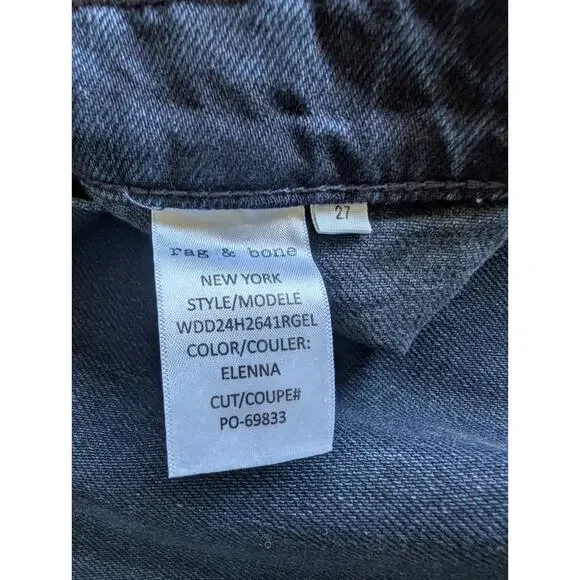 rag & bone
27
NEW YORK
STYLE/MODELE
WDD24H2641RGEL
COLOR/COULER:
ELENNA
CUT/COUPE#
PO-69833